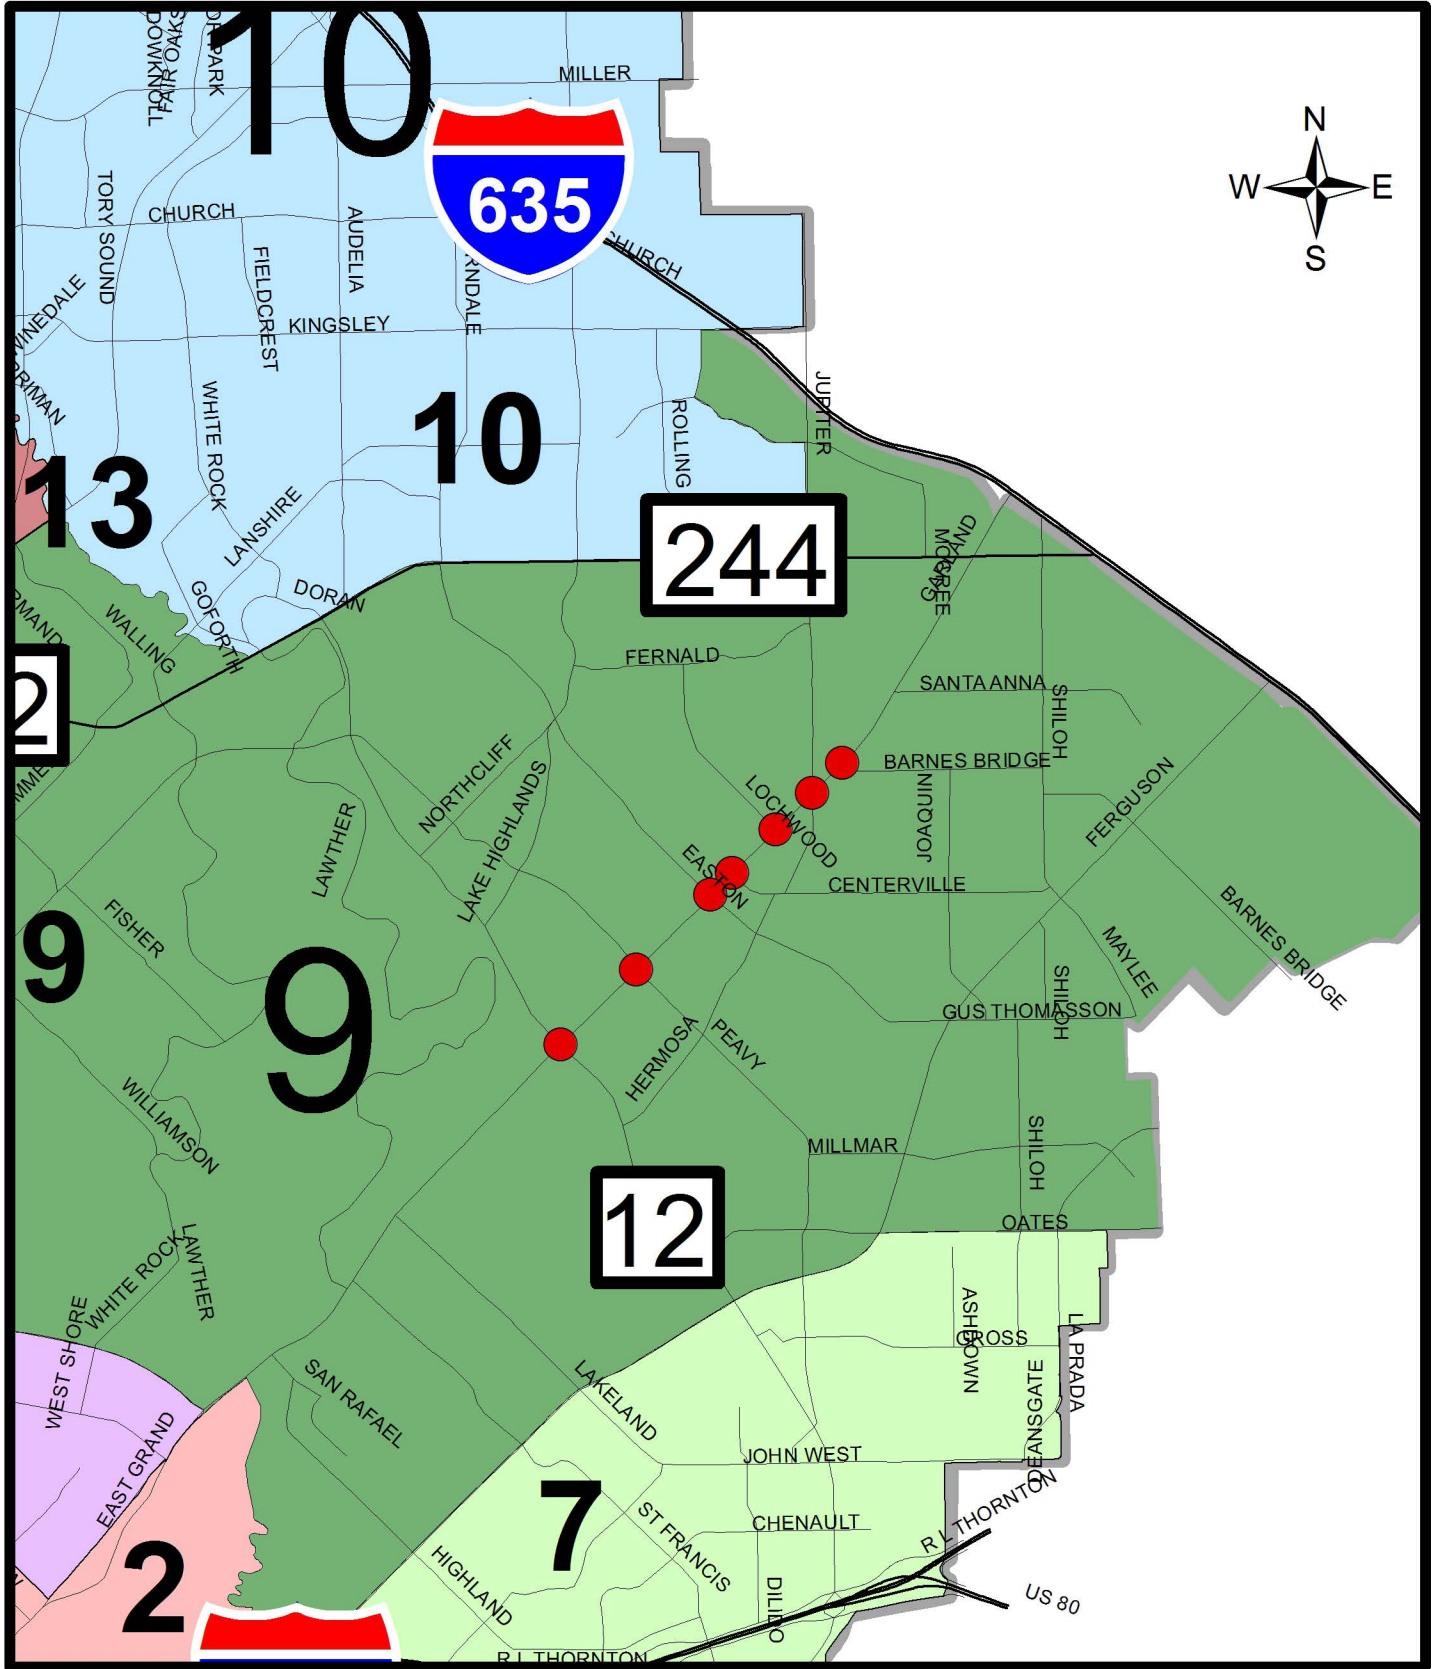 10
FAIR OAKS
MILLER
635
N
W
E
S
TORY SOUND
CHURCH
AUDELIA
FIELDCREST
CHURCH
KINGSLEY
WHITE ROCK
10
ROLLING
JUPITER
13
LANSHIRE
244
GARLAND
DORAN
GOFORTH
WALLING
FERNALD
SANTA ANNA
SHILOH
BARNES BRIDGE
NORTHCLIFF
LAKE HIGHLANDS
LOCHWOOD
JOAQUIN
FERGUSON
LAWTHER
EASTON
CENTERVILLE
FISHER
BARNES BRIDGE
9
9
MAYLEE
SHILOH
GUS THOMASSON
HERMOSA
PEAVY
WILLIAMSON
MILLMAR
SHILOH
12
OATES
WHITE ROCK
LAWTHER
WEST SHORE
ASHDOWN
GROSS
LA PRADA
SAN RAFAEL
LAKELAND
DEANSGATE
EAST GRAND
JOHN WEST
7
ST FRANCIS
CHENAULT
R L THORNTON
2
HIGHLAND
DILIDO
US 80
R L THORNTON